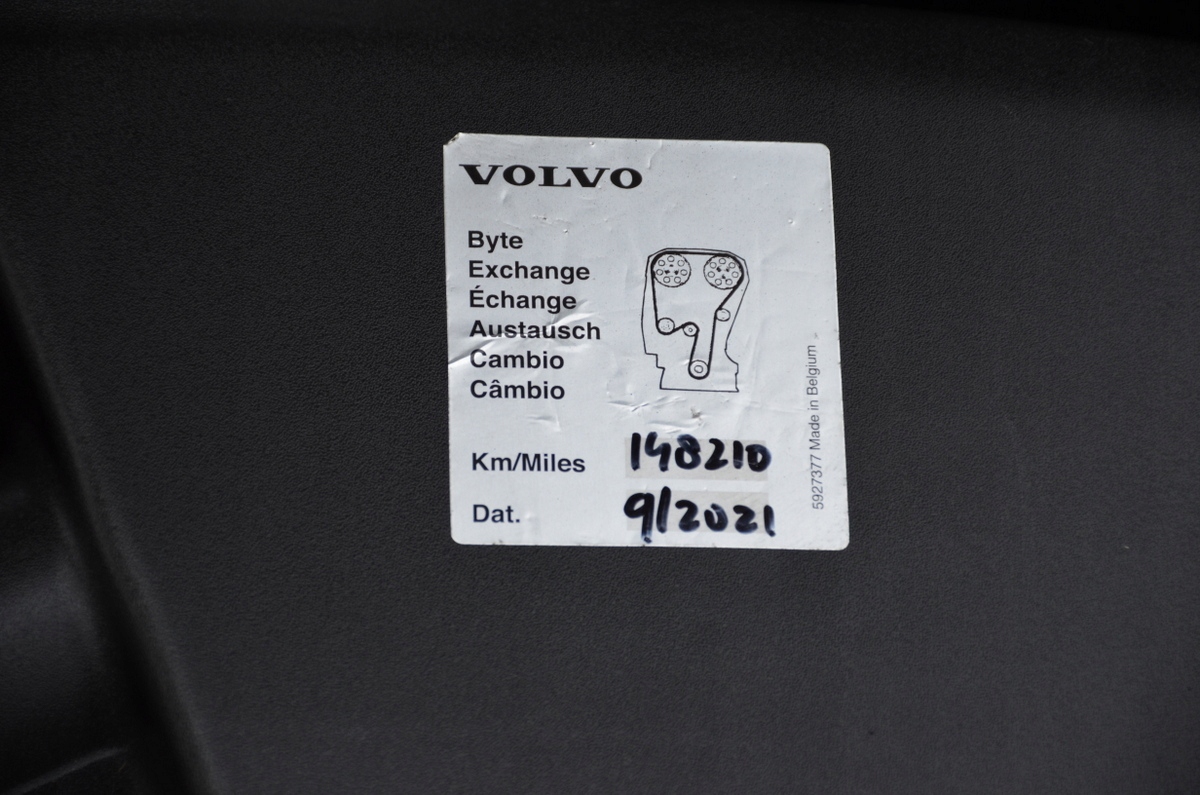 VOLVO
Byte
Exchange
Échange
Austausch
Cambio
Câmbio
Km/Miles 148210
Dat. 9/2021
5927377 Made in Belgium